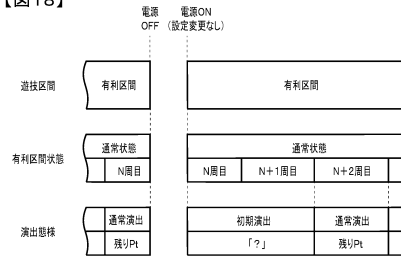 【図18】
電源 電源ON
OFF (設定変更なし)
遊技区間 有利区間 有利区間
通常状態 通常状態
有利区間状態
N周目 N周目 N+1周目 N+2周目
通常演出 初期演出 通常演出
演出態様
残りPt 「?」 残りPt